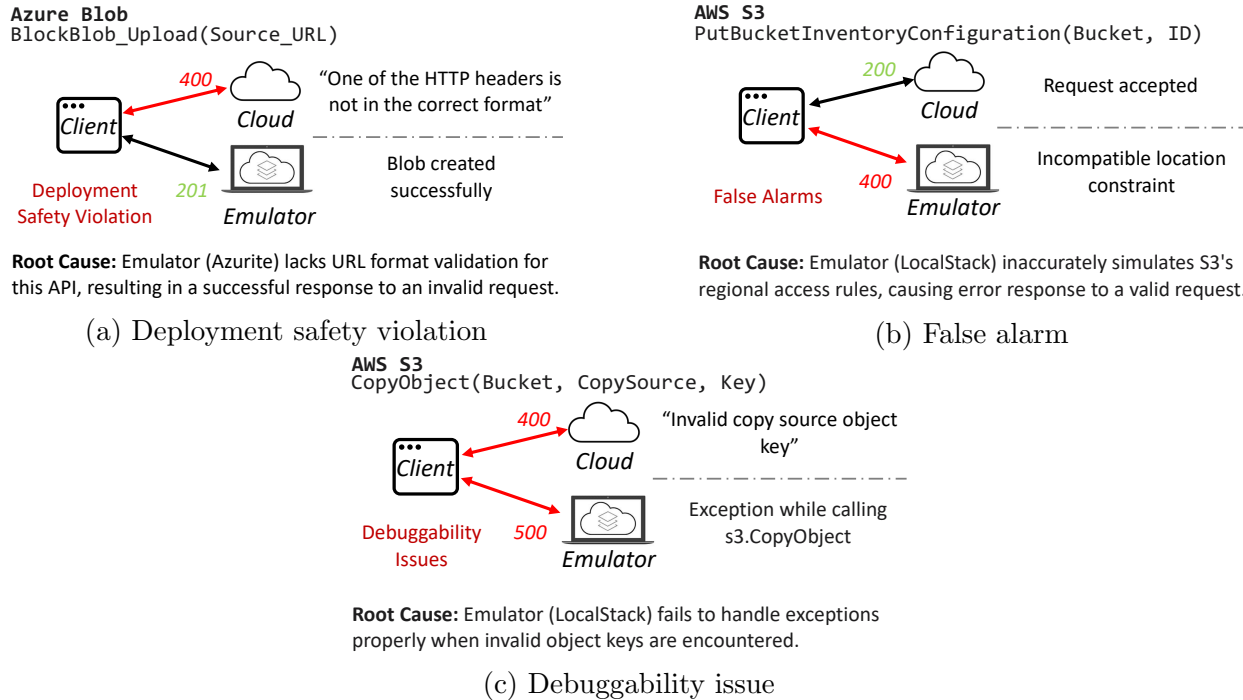 Azure Blob
BlockBlob_Upload(Source_URL)
400
“One of the HTTP headers is
not in the correct format”
Client
Cloud
Blob created
successfully
Deployment
Safety Violation
201
Emulator
Root Cause: Emulator (Azurite) lacks URL format validation for
this API, resulting in a successful response to an invalid request.
(a) Deployment safety violation
AWS S3
PutBucketInventoryConfiguration(Bucket, ID)
200
Request accepted
Client
Cloud
Incompatible location
constraint
False Alarms
400
Emulator
Root Cause: Emulator (LocalStack) inaccurately simulates S3's
regional access rules, causing error response to a valid request.
(b) False alarm
AWS S3
CopyObject(Bucket, CopySource, Key)
400
“Invalid copy source object
key”
Client
Cloud
Exception while calling
s3.CopyObject
Debuggability
Issues
500
Emulator
Root Cause: Emulator (LocalStack) fails to handle exceptions
properly when invalid object keys are encountered.
(c) Debuggability issue